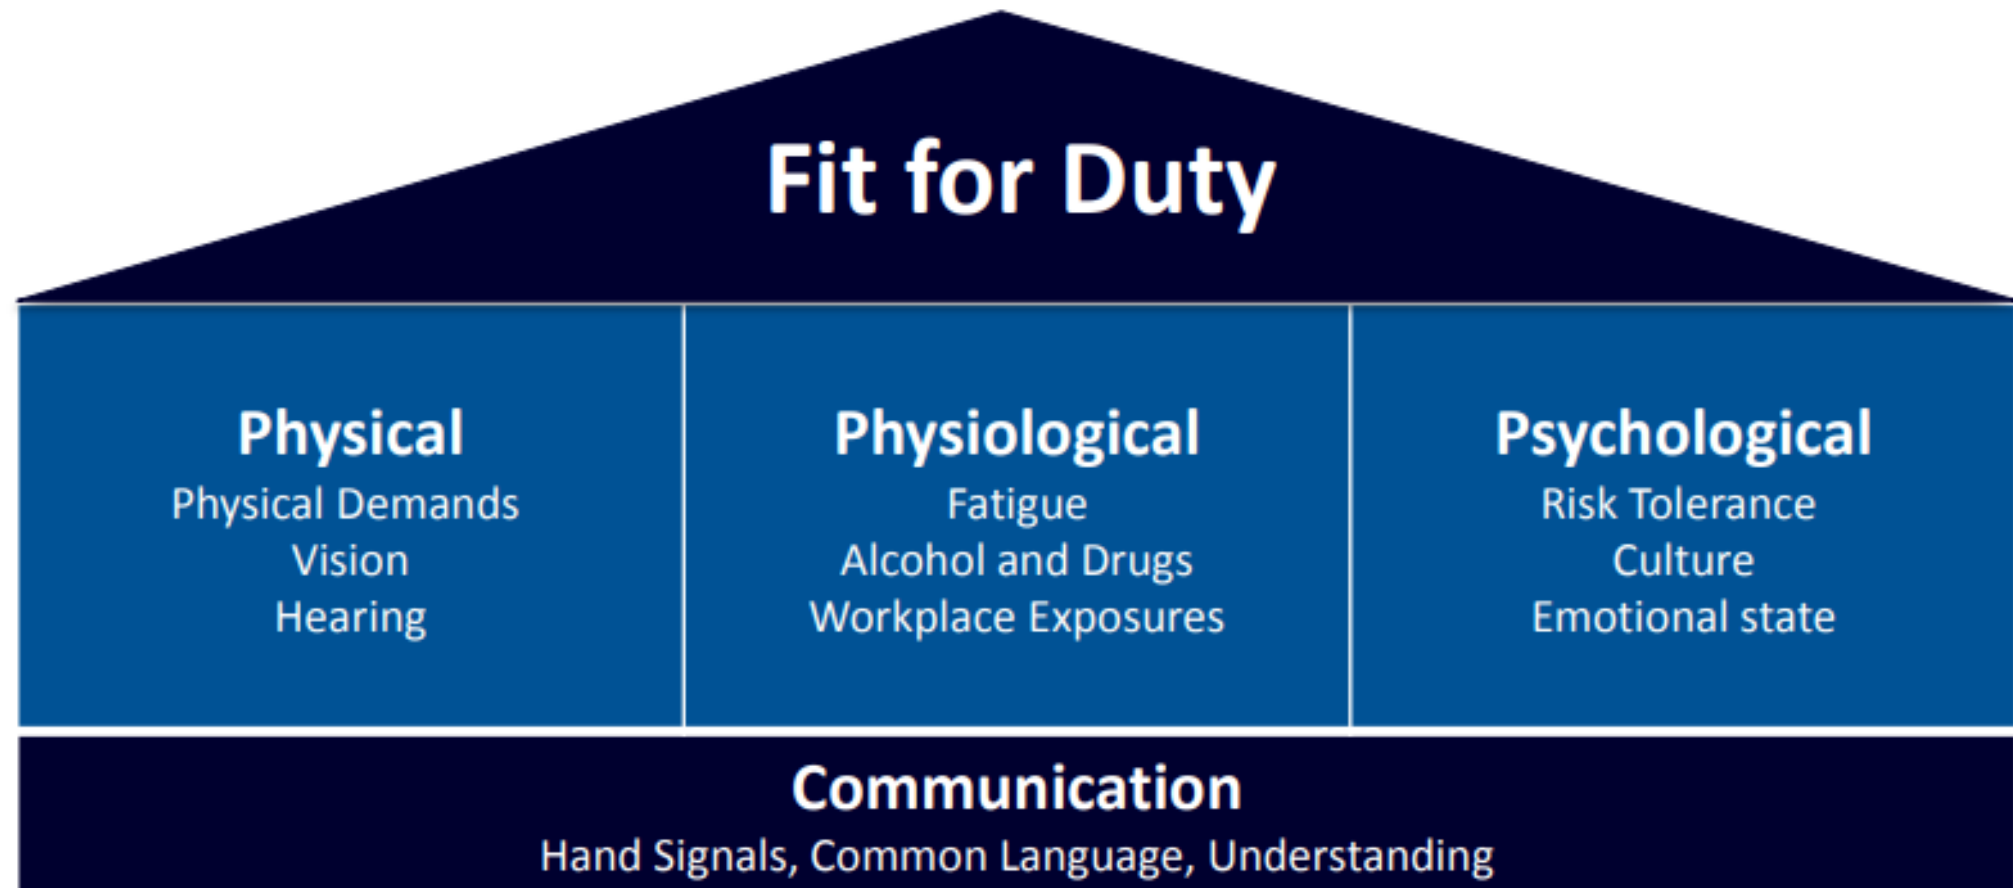 Fit for Duty
Physical
Physical Demands
Vision
Hearing
Physiological
Fatigue
Alcohol and Drugs
Workplace Exposures
Psychological
Risk Tolerance
Culture
Emotional state
Communication
Hand Signals, Common Language, Understanding